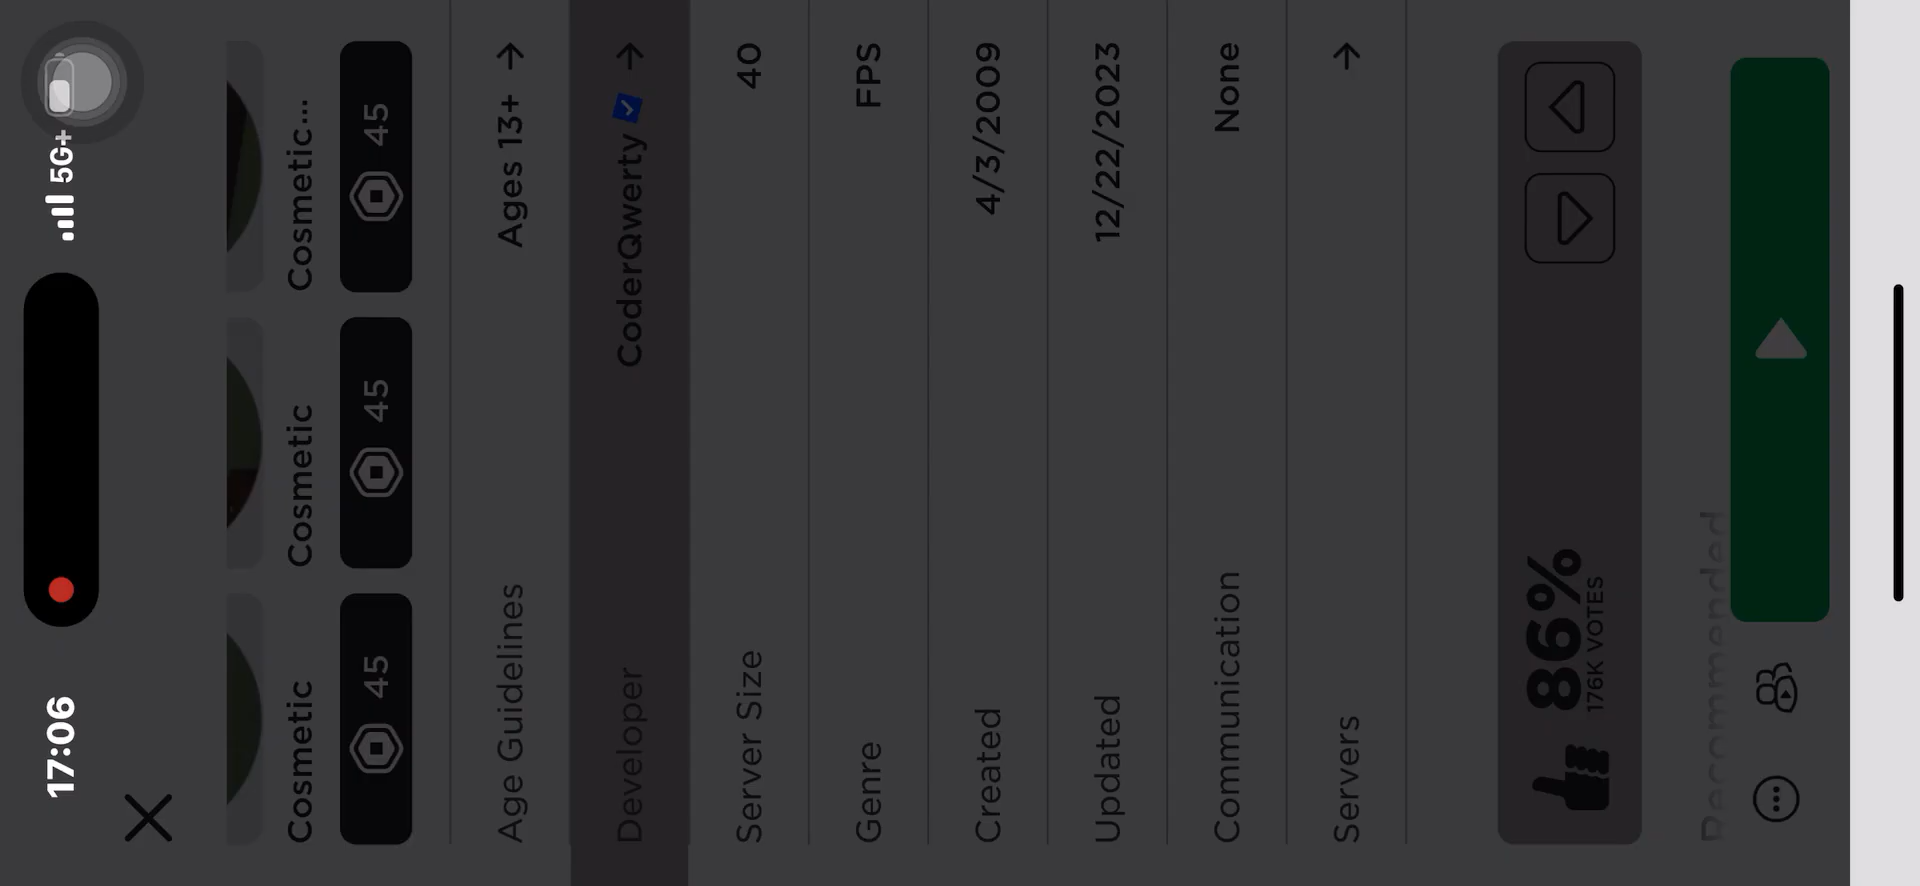 17:06
5G+
Cosmetic
Cosmetic
Cosmetic...
45
45
45
Age Guidelines
Ages 13+
Developer
CoderQwerty
Server Size
40
Genre
FPS
Created
4/3/2009
Updated
12/22/2023
Communication
None
Servers
86%
176K VOTES
Recommended